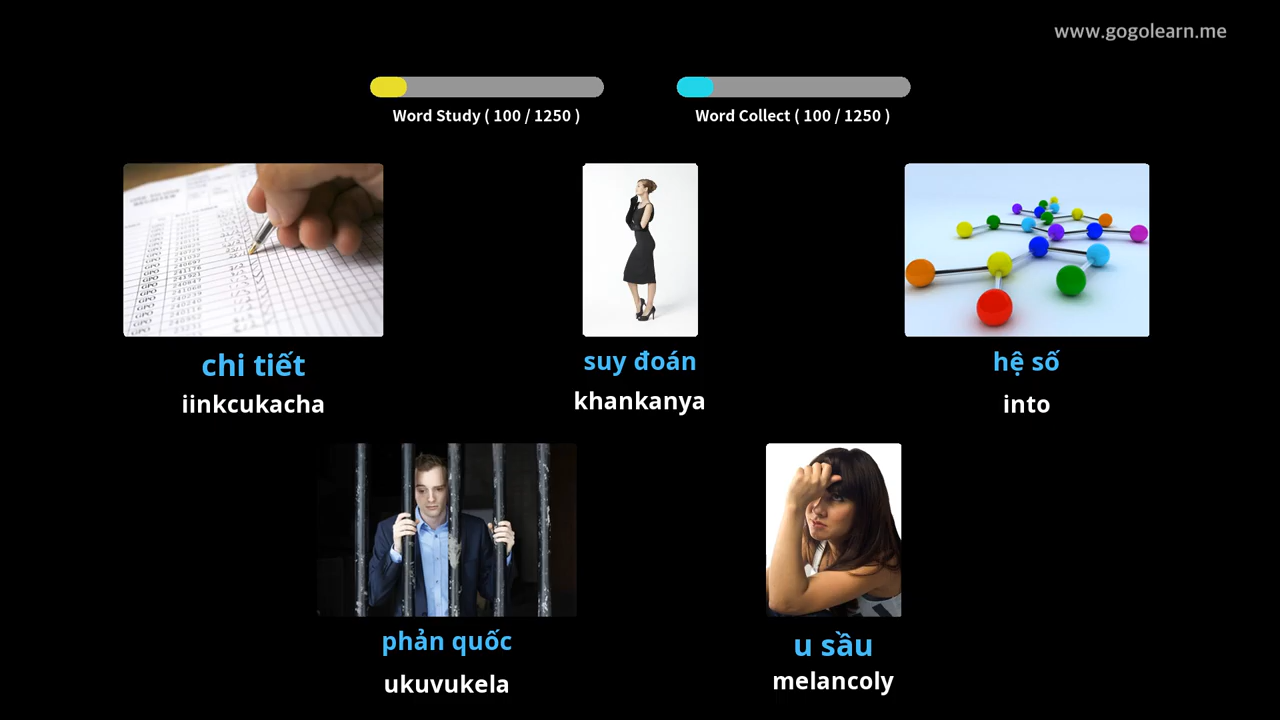 www.gogolearn.me
Word Study ( 100 / 1250 )
Word Collect ( 100 / 1250 )
chi tiết
iinkcukacha
suy đoán
khankanya
hệ số
into
phản quốc
ukuvukela
u sầu
melancoly